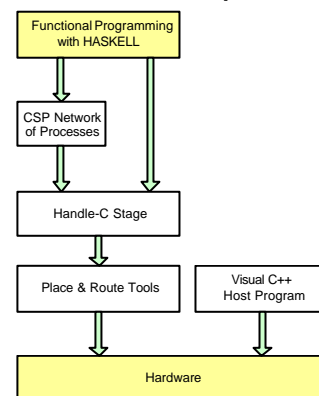 Functional Programming
with HASKELL
CSP Network
of Processes
Handle-C Stage
Place & Route Tools
Visual C++
Host Program
Hardware